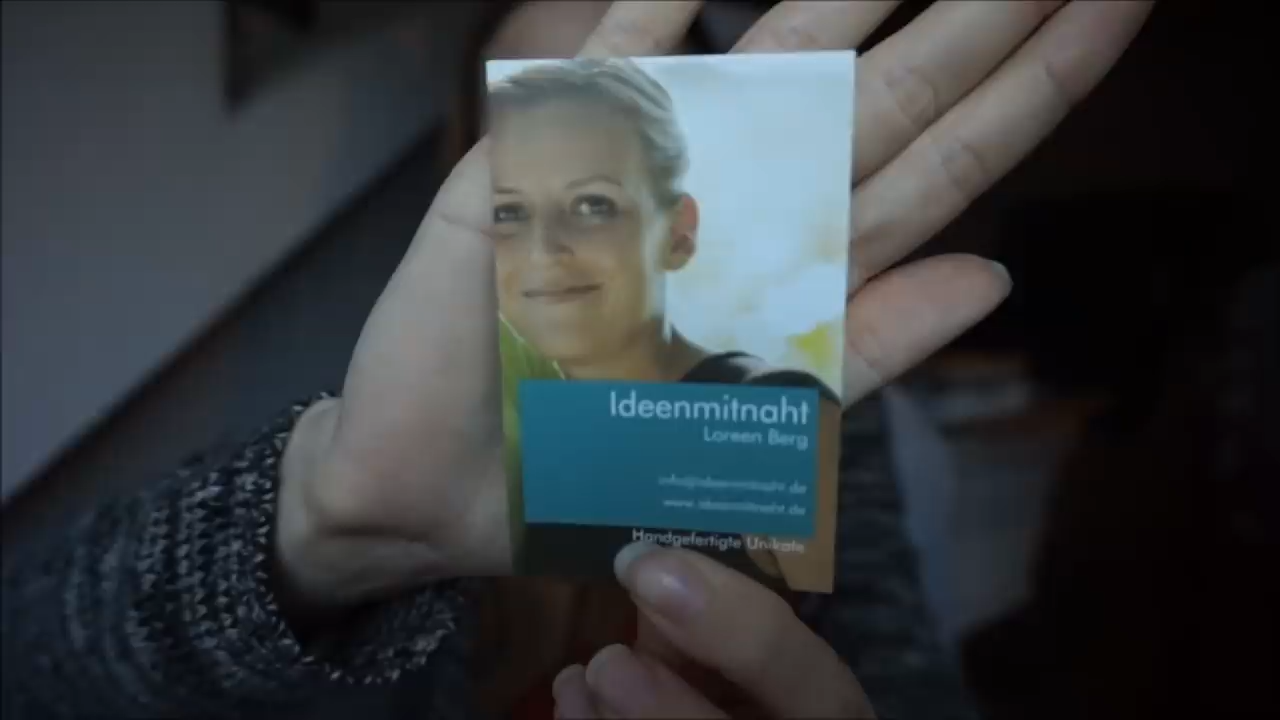 Ideenmitnaht
Loreen Berg
info@ideenmitnaht.de
www.ideenmitnaht.de
Handgefertigte Unikate